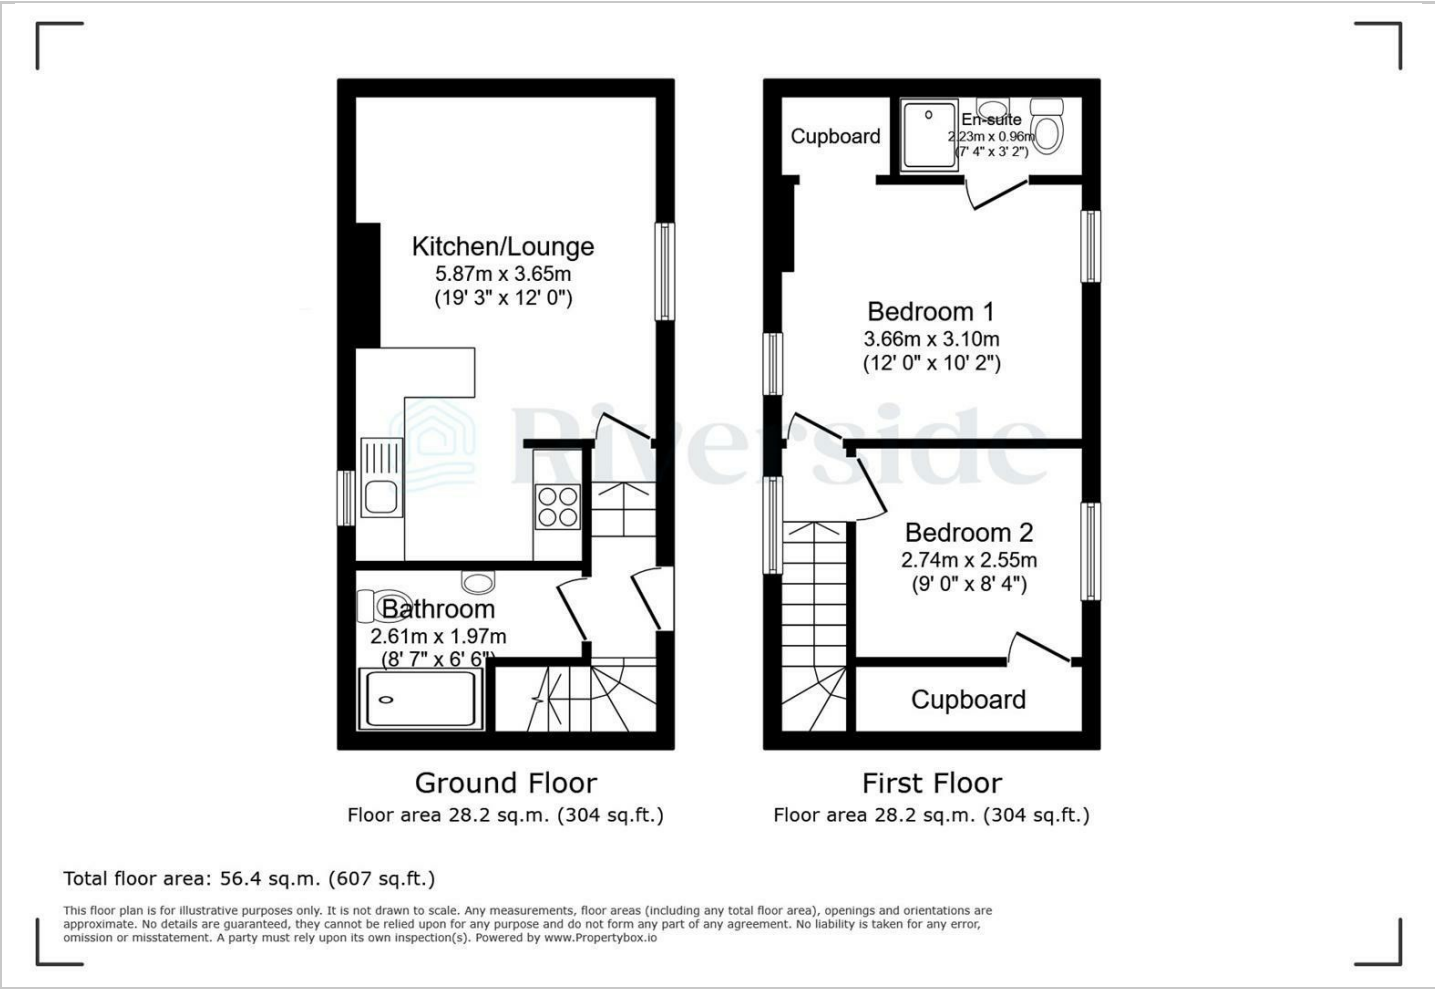 Kitchen/Lounge
5.87m x 3.65m
(19' 3" x 12' 0")
Bathroom
2.61m x 1.97m
(8' 7" x 6' 6")
Ground Floor
Floor area 28.2 sq.m. (304 sq.ft.)
Cupboard
En-suite
2.23m x 0.96m
(7' 4" x 3' 2")
Bedroom 1
3.66m x 3.10m
(12' 0" x 10' 2")
Bedroom 2
2.74m x 2.55m
(9' 0" x 8' 4")
Cupboard
First Floor
Floor area 28.2 sq.m. (304 sq.ft.)
Riverside
Total floor area: 56.4 sq.m. (607 sq.ft.)
This floor plan is for illustrative purposes only. It is not drawn to scale. Any measurements, floor areas (including any total floor area), openings and orientations are
approximate. No details are guaranteed, they cannot be relied upon for any purpose and do not form any part of any agreement. No liability is taken for any error,
omission or misstatement. A party must rely upon its own inspection(s). Powered by www.Propertybox.io